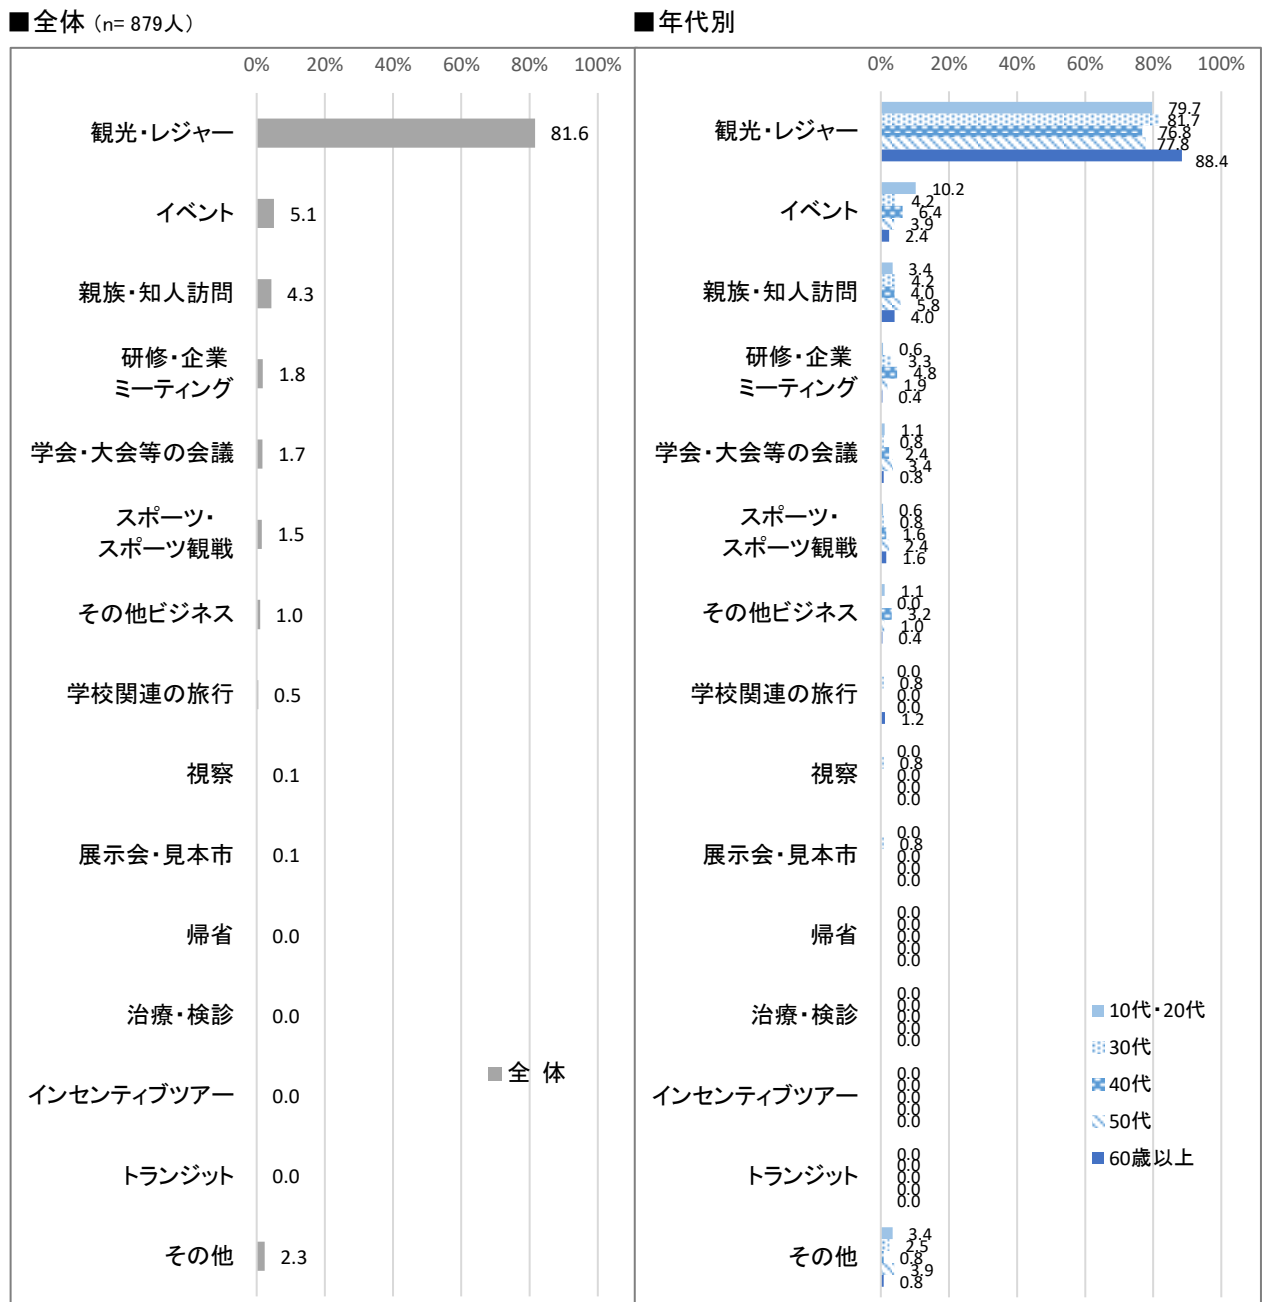 ■全体（n= 879人）
0% 20% 40% 60% 80% 100%
観光・レジャー 81.6
イベント 5.1
親族・知人訪問 4.3
研修・企業
ミーティング 1.8
学会・大会等の会議 1.7
スポーツ・
スポーツ観戦 1.5
その他ビジネス 1.0
学校関連の旅行 0.5
視察 0.1
展示会・見本市 0.1
帰省 0.0
治療・検診 0.0
インセンティブツアー 0.0
トランジット 0.0
その他 2.3
全 体
■年代別
0% 20% 40% 60% 80% 100%
観光・レジャー
79.7
81.7
76.8
77.8
88.4
イベント
10.2
4.2
6.4
3.9
2.4
親族・知人訪問
3.4
4.2
4.0
5.8
4.0
研修・企業
ミーティング
0.6
3.3
4.8
1.9
0.4
学会・大会等の会議
1.1
0.8
2.4
3.4
0.8
スポーツ・
スポーツ観戦
0.6
0.8
1.6
2.4
1.6
その他ビジネス
1.1
0.0
3.2
1.0
0.4
学校関連の旅行
0.0
0.8
0.0
0.0
1.2
視察
0.0
0.8
0.0
0.0
0.0
展示会・見本市
0.0
0.8
0.0
0.0
0.0
帰省
0.0
0.0
0.0
0.0
0.0
治療・検診
0.0
0.0
0.0
0.0
0.0
インセンティブツアー
0.0
0.0
0.0
0.0
0.0
トランジット
0.0
0.0
0.0
0.0
0.0
その他
3.4
2.5
0.8
3.9
0.8
10代・20代
30代
40代
50代
60歳以上